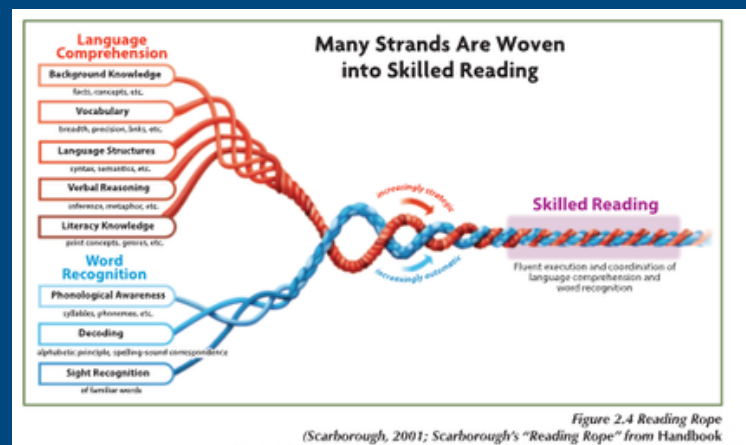 Language
Comprehension
Many Strands Are Woven
into Skilled Reading
Background Knowledge
facts, concepts, etc.
Vocabulary
breadth, precision, links, etc.
Language Structures
syntax, semantics, etc.
Verbal Reasoning
inference, metaphor, etc.
Literacy Knowledge
print concepts, genres, etc.
increasingly strategic
Skilled Reading
Fluent execution and coordination of
language comprehension and
word recognition
increasingly automatic
Word
Recognition
Phonological Awareness
syllables, phonemes, etc.
Decoding
alphabetic principle, spelling-sound correspondence
Sight Recognition
of familiar words
Figure 2.4 Reading Rope
(Scarborough, 2001; Scarborough's "Reading Rope" from Handbook